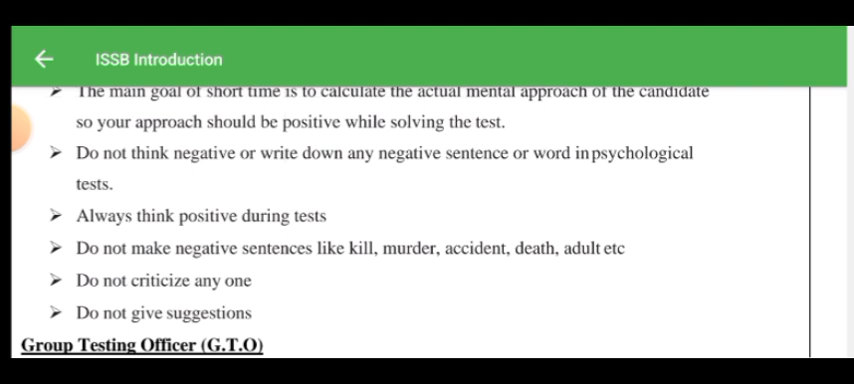 ISSB Introduction
➤ The main goal of short time is to calculate the actual mental approach of the candidate
so your approach should be positive while solving the test.
➤ Do not think negative or write down any negative sentence or word inpsychological
tests.
➤ Always think positive during tests
➤ Do not make negative sentences like kill, murder, accident, death, adult etc
➤ Do not criticize any one
➤ Do not give suggestions
Group Testing Officer (G.T.O)